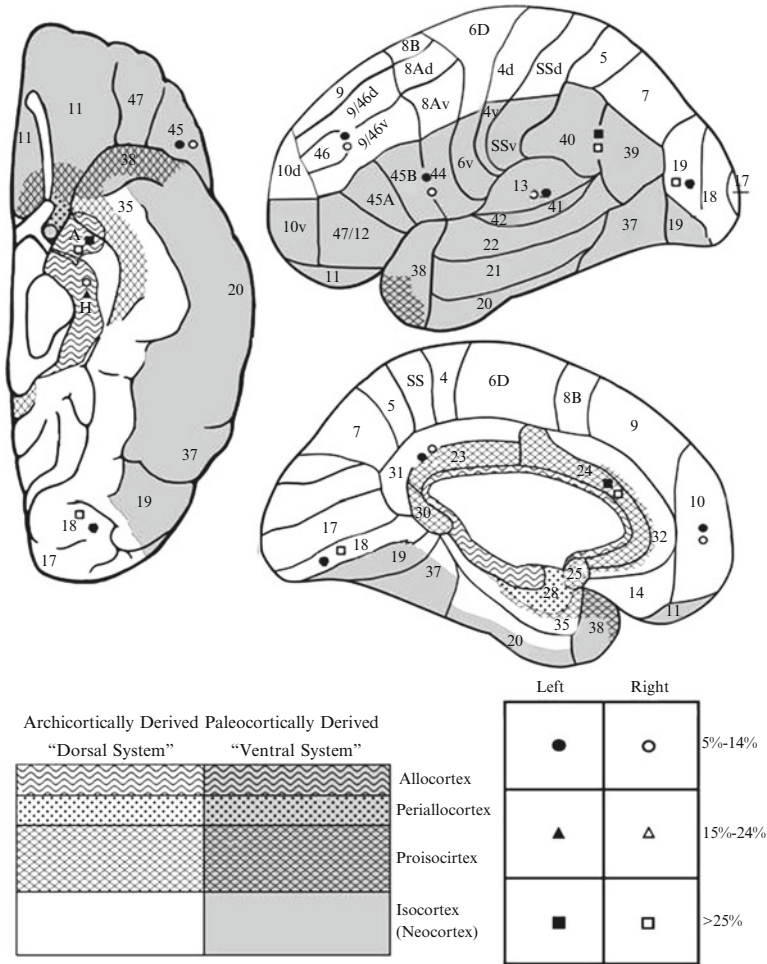 11
11
47
45
38
35
A
H
20
37
19
18
17
6D
8B
8Ad
9
9/46d
9/46v
8Av
46
10d
4d
SSd
5
7
4v
SSv
6v
40
39
19
18
17
45B
44
45A
13
41
42
10v
47/12
11
22
21
20
38
37
19
SS
4
6D
8B
9
5
7
31
23
24
10
30
17
18
32
19
37
25
28
14
35
38
11
20
Archicortically Derived Paleocortically Derived
“Dorsal System” “Ventral System”
Allocortex
Periallocortex
Proisocirtex
Isocortex
(Neocortex)
Left Right
5%-14%
15%-24%
>25%